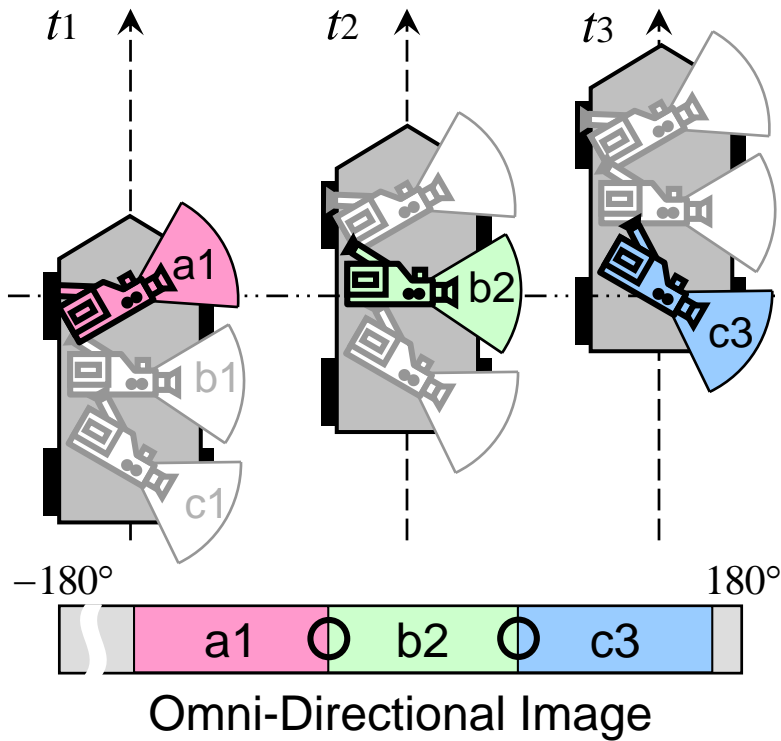 t1 t2 t3
a1
b2
b1
c3
c1
−180° 180°
a1 b2 c3
Omni-Directional Image